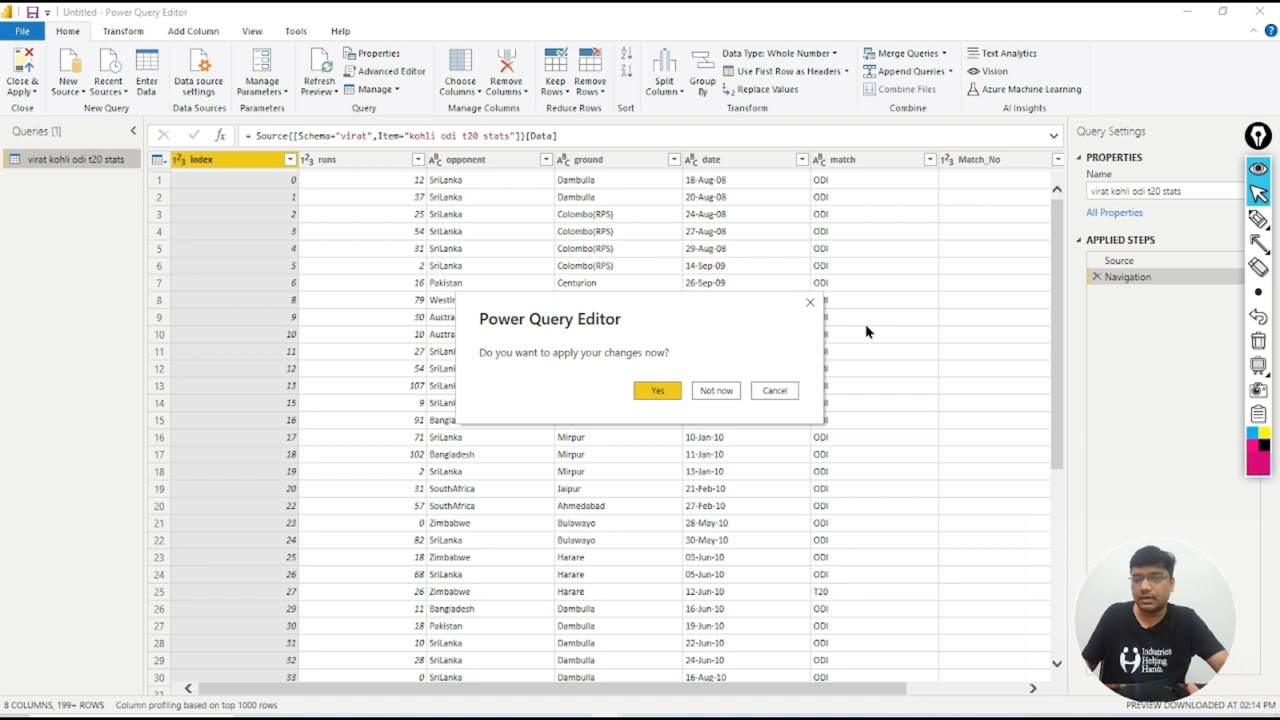 Untitled - Power Query Editor
File Home Transform Add Column View Tools Help
Close & Apply
New Source
Recent Sources
Enter Data
Data source settings
Manage Parameters
Refresh Preview
Properties
Advanced Editor
Manage
Choose Columns
Remove Columns
Keep Rows
Remove Rows
Split Column
Group By
Data Type: Whole Number
Use First Row as Headers
Replace Values
Merge Queries
Append Queries
Combine Files
Text Analytics
Vision
Azure Machine Learning
Close New Query Data Sources Parameters Query Manage Columns Reduce Rows Sort Transform Combine AI Insights
Queries [1]
virat kohli odi t20 stats
fx = Source{[Schema="virat",Item="kohli odi t20 stats"]}[Data]
index runs opponent ground date match Match_No
1 0 12 SriLanka Dambulla 18-Aug-08 ODI
2 1 37 SriLanka Dambulla 20-Aug-08 ODI
3 2 25 SriLanka Colombo(RPS) 24-Aug-08 ODI
4 3 54 SriLanka Colombo(RPS) 27-Aug-08 ODI
5 4 31 SriLanka Colombo(RPS) 29-Aug-08 ODI
6 5 2 SriLanka Colombo(RPS) 14-Sep-09 ODI
7 6 16 Pakistan Centurion 26-Sep-09 ODI
8 8 79
9 9 30
10 10 10
11 11 27
12 12 54
13 13 107
14 15 9
15 16 91
16 17 71 SriLanka Mirpur 10-Jan-10 ODI
17 18 102 Bangladesh Mirpur 11-Jan-10 ODI
18 19 2 SriLanka Mirpur 13-Jan-10 ODI
19 20 31 SouthAfrica Jaipur 21-Feb-10 ODI
20 22 57 SouthAfrica Ahmedabad 27-Feb-10 ODI
21 23 0 Zimbabwe Bulawayo 28-May-10 ODI
22 24 82 SriLanka Bulawayo 30-May-10 ODI
23 25 18 Zimbabwe Harare 03-Jun-10 ODI
24 26 68 SriLanka Harare 05-Jun-10 ODI
25 27 26 Zimbabwe Harare 12-Jun-10 T20
26 29 11 Bangladesh Dambulla 16-Jun-10 ODI
27 30 18 Pakistan Dambulla 19-Jun-10 ODI
28 31 10 SriLanka Dambulla 22-Jun-10 ODI
29 32 28 SriLanka Dambulla 24-Jun-10 ODI
30 33 0 SriLanka Dambulla 16-Aug-10 ODI
Power Query Editor
Do you want to apply your changes now?
Yes Not now Cancel
Query Settings
PROPERTIES
Name
virat kohli odi t20 stats
All Properties
APPLIED STEPS
Source
Navigation
Industries
Helping
Hands
8 COLUMNS, 199+ ROWS Column profiling based on top 1000 rows
PREVIEW DOWNLOADED AT 02:14 PM